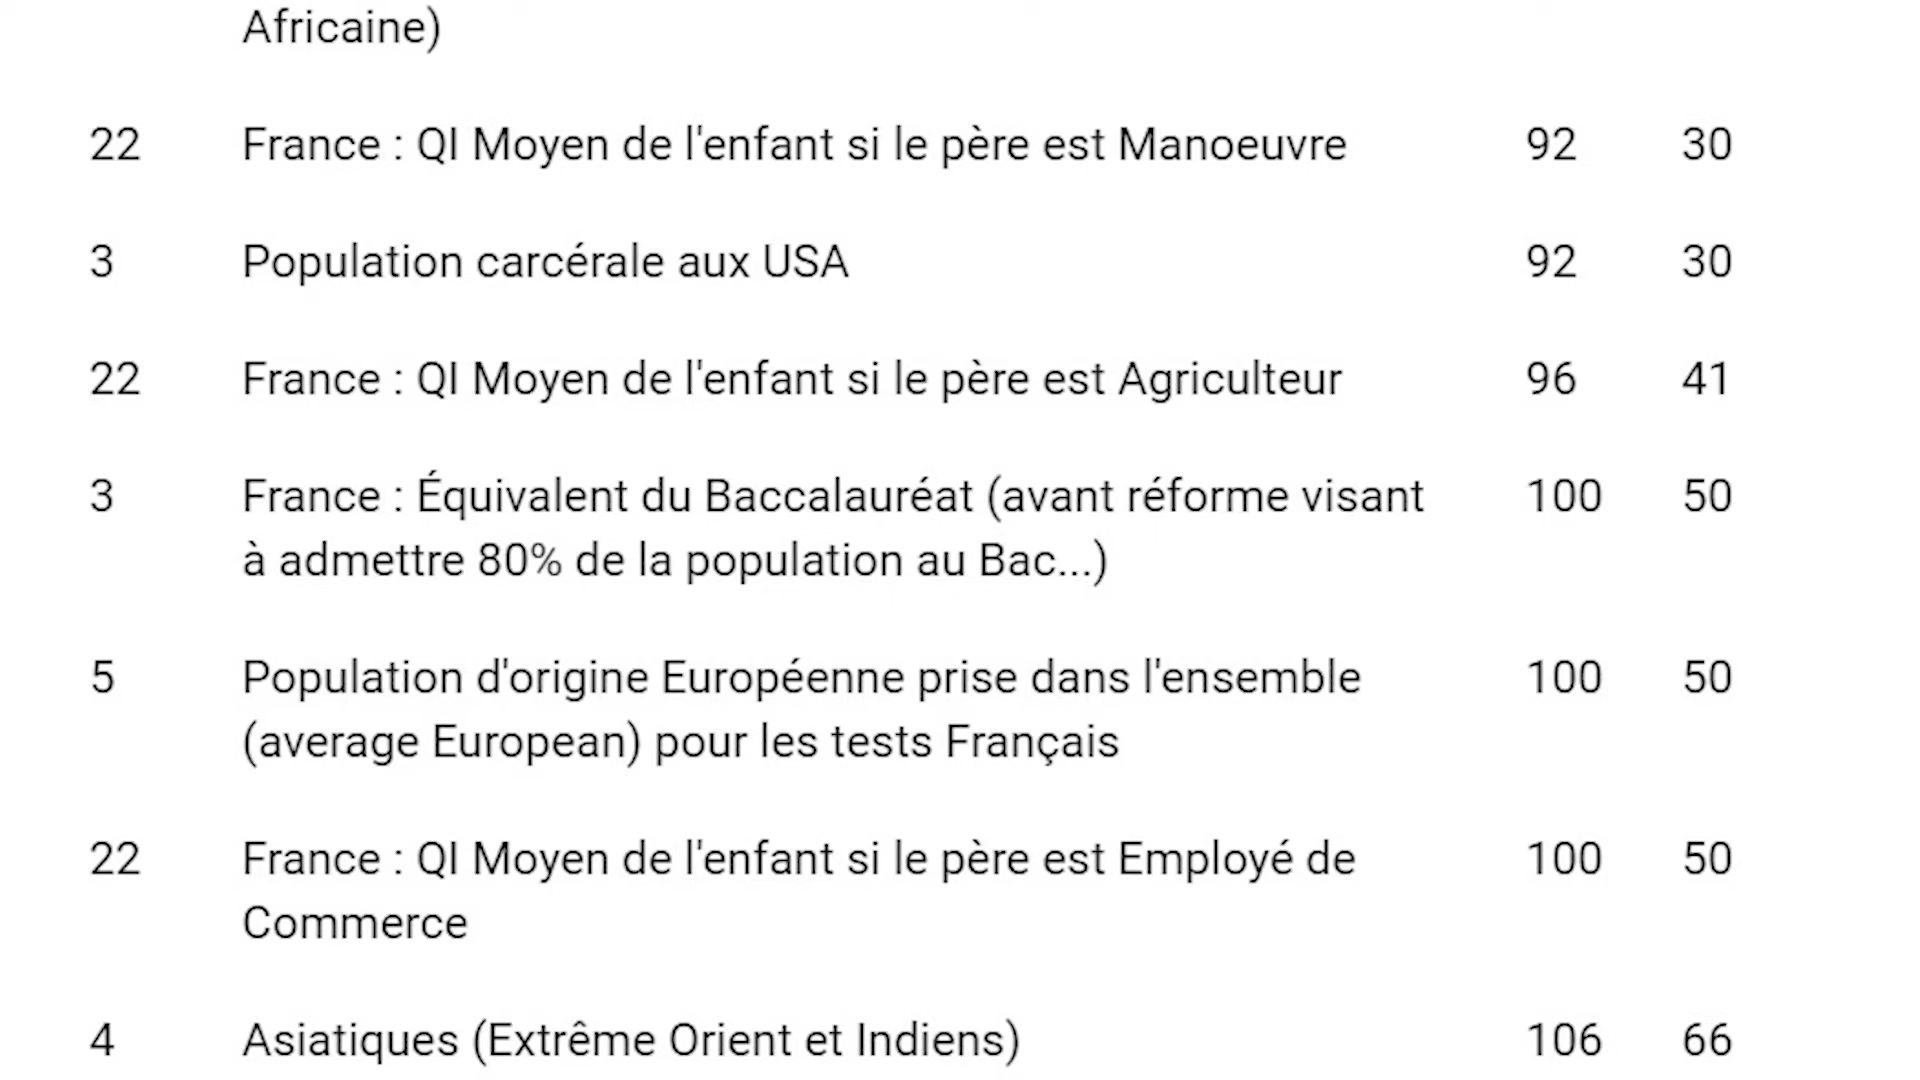 Africaine)
22 France : QI Moyen de l'enfant si le père est Manoeuvre 92 30
3 Population carcérale aux USA 92 30
22 France : QI Moyen de l'enfant si le père est Agriculteur 96 41
3 France : Équivalent du Baccalauréat (avant réforme visant 100 50
à admettre 80% de la population au Bac...)
5 Population d'origine Européenne prise dans l'ensemble 100 50
(average European) pour les tests Français
22 France : QI Moyen de l'enfant si le père est Employé de 100 50
Commerce
4 Asiatiques (Extrême Orient et Indiens) 106 66